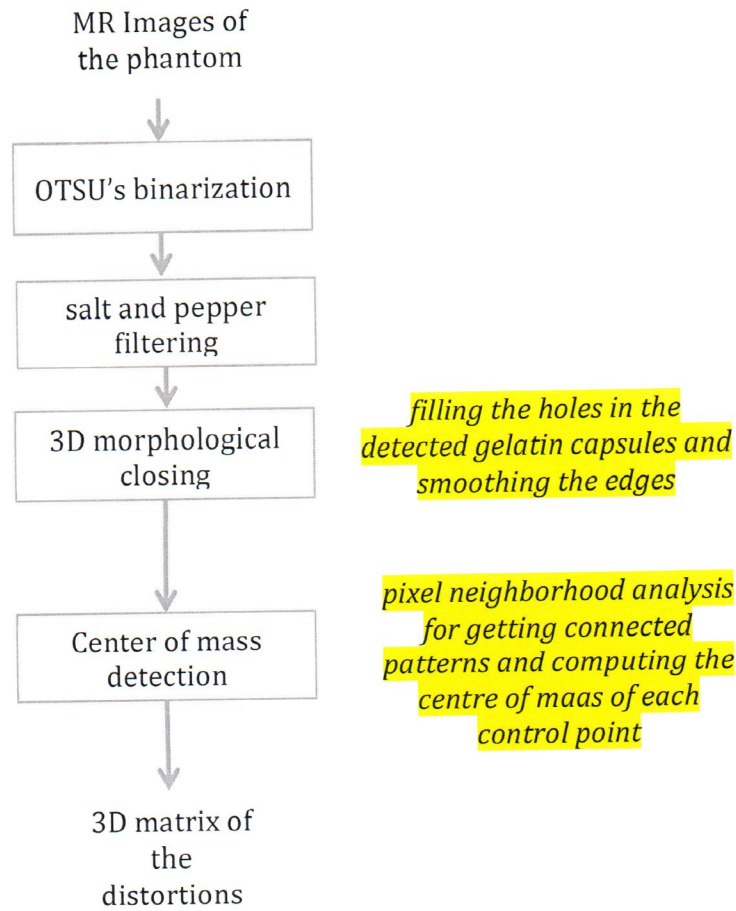 MR Images of
the phantom
OTSU's binarization
salt and pepper
filtering
3D morphological
closing
filling the holes in the
detected gelatin capsules and
smoothing the edges
Center of mass
detection
pixel neighborhood analysis
for getting connected
patterns and computing the
centre of maas of each
control point
3D matrix of
the
distortions